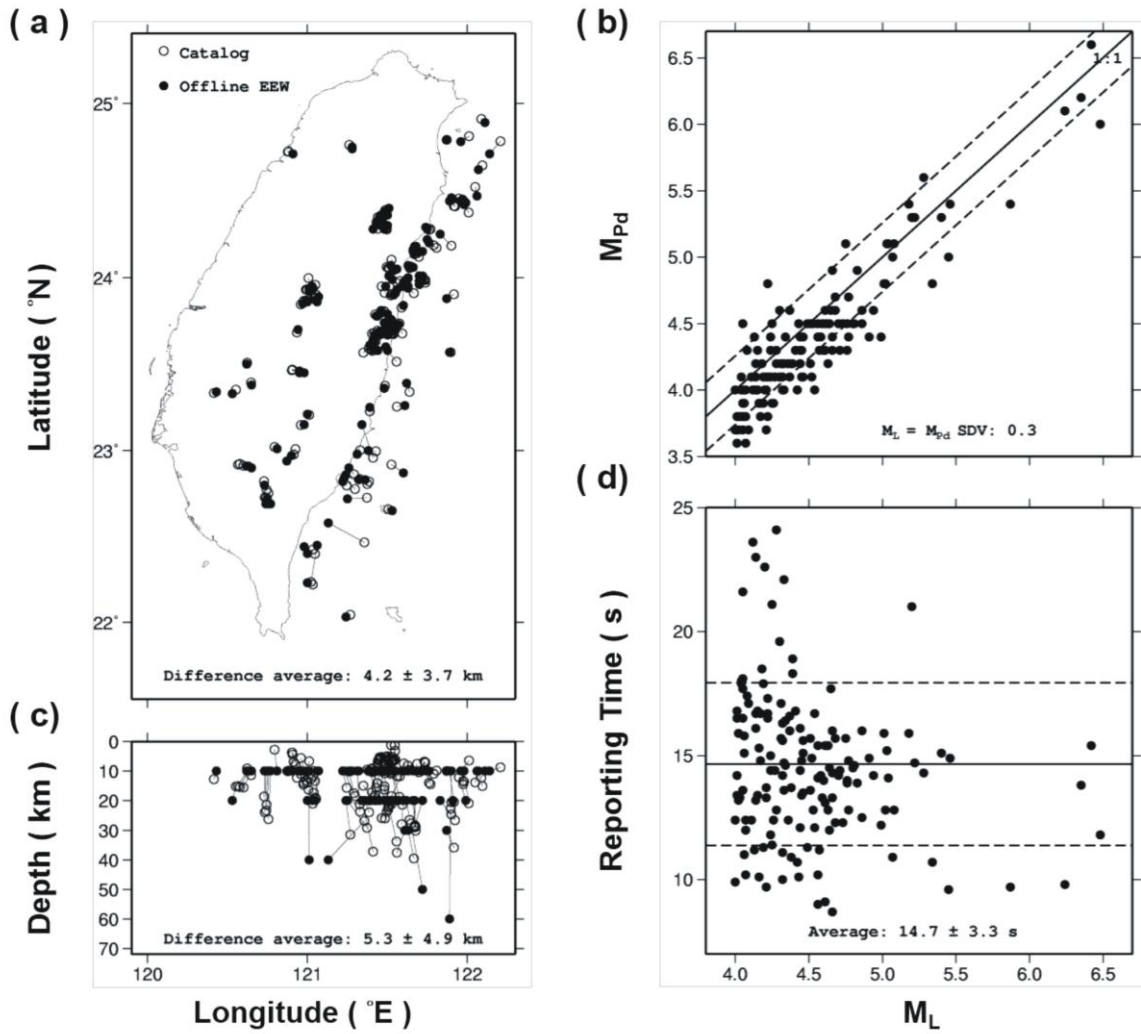 ( a )
Catalog
Offline EEW
25°
24°
23°
22°
Latitude ( °N )
Difference average: 4.2 ± 3.7 km
( b )
6.5
6.0
5.5
5.0
4.5
4.0
3.5
MPd
1:1
ML = MPd SDV: 0.3
( c )
0
10
20
30
40
50
60
70
Depth ( km )
Difference average: 5.3 ± 4.9 km
120
121
122
Longitude ( °E )
( d )
25
20
15
10
Reporting Time ( s )
Average: 14.7 ± 3.3 s
4.0
4.5
5.0
5.5
6.0
6.5
ML